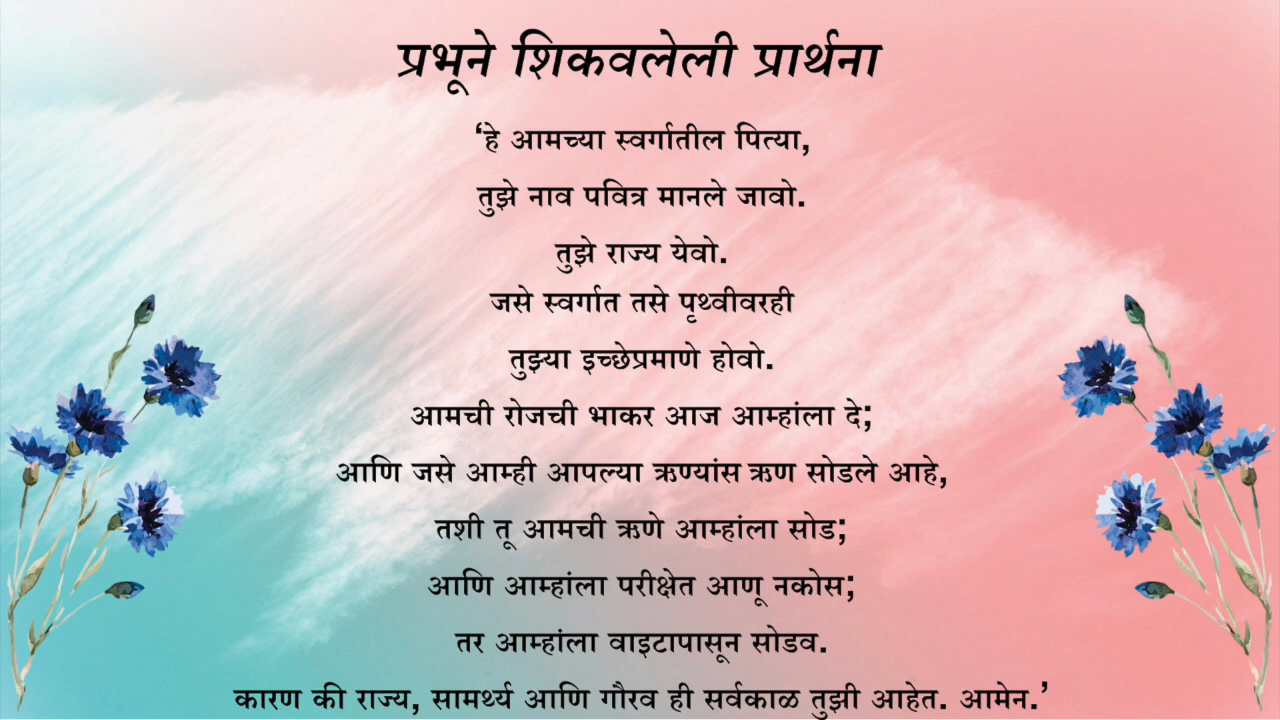 प्रभूने शिकवलेली प्रार्थना
‘हे आमच्या स्वर्गातील पित्या,
तुझे नाव पवित्र मानले जावो.
तुझे राज्य येवो.
जसे स्वर्गात तसे पृथ्वीवरही
तुझ्या इच्छेप्रमाणे होवो.
आमची रोजची भाकर आज आम्हांला दे;
आणि जसे आम्ही आपल्या ऋण्यांस ऋण सोडले आहे,
तशी तू आमची ऋणे आम्हांला सोड;
आणि आम्हांला परीक्षेत आणू नकोस;
तर आम्हांला वाइटापासून सोडव.
कारण की राज्य, सामर्थ्य आणि गौरव ही सर्वकाळ तुझी आहेत. आमेन.’